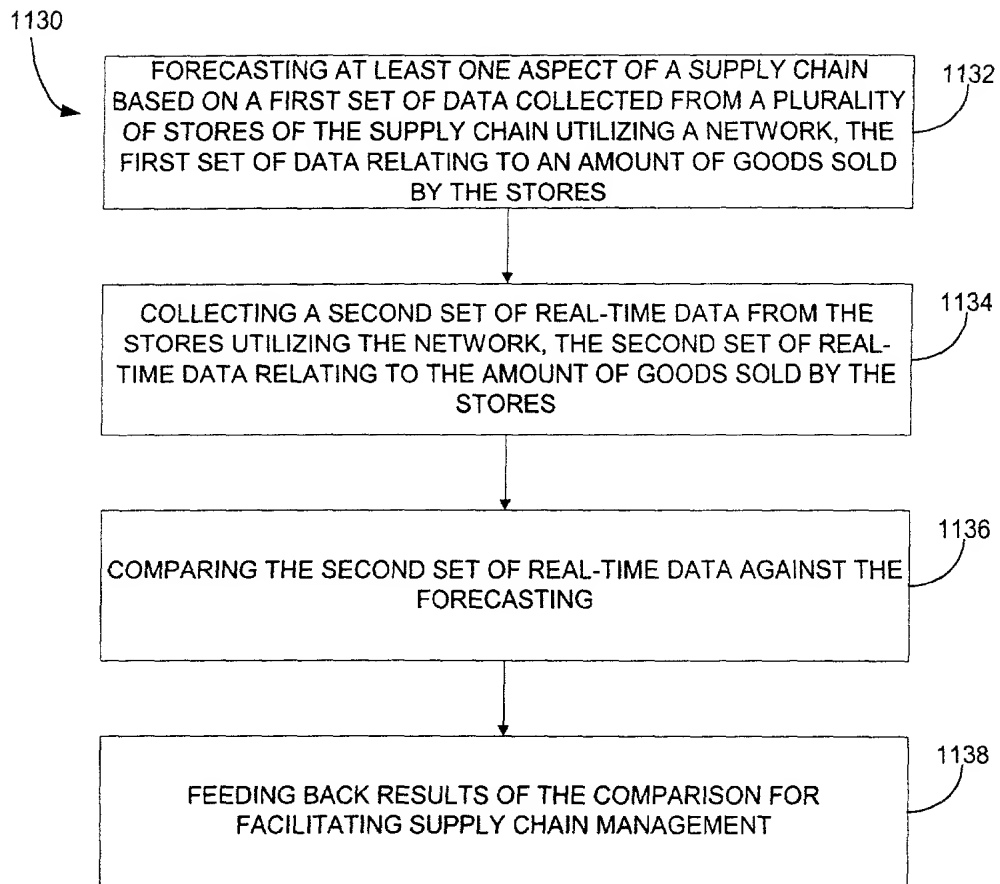 1130
FORECASTING AT LEAST ONE ASPECT OF A SUPPLY CHAIN
BASED ON A FIRST SET OF DATA COLLECTED FROM A PLURALITY
OF STORES OF THE SUPPLY CHAIN UTILIZING A NETWORK, THE
FIRST SET OF DATA RELATING TO AN AMOUNT OF GOODS SOLD
BY THE STORES
1132
COLLECTING A SECOND SET OF REAL-TIME DATA FROM THE
STORES UTILIZING THE NETWORK, THE SECOND SET OF REAL-
TIME DATA RELATING TO THE AMOUNT OF GOODS SOLD BY THE
STORES
1134
COMPARING THE SECOND SET OF REAL-TIME DATA AGAINST THE
FORECASTING
1136
FEEDING BACK RESULTS OF THE COMPARISON FOR
FACILITATING SUPPLY CHAIN MANAGEMENT
1138